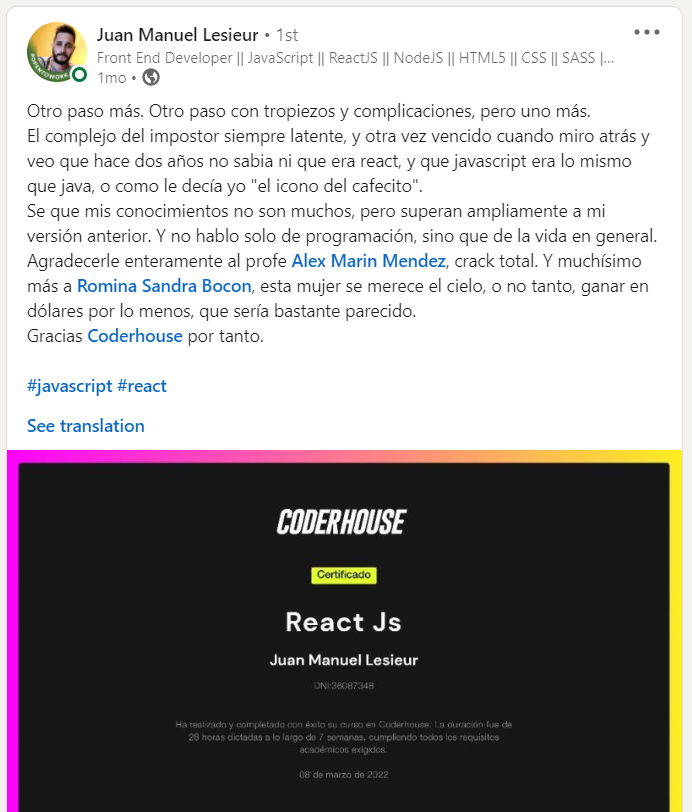 Juan Manuel Lesieur • 1st
Front End Developer || JavaScript || ReactJS || NodeJS || HTML5 || CSS || SASS |...
1mo •
#OPENTOWORK
Otro paso más. Otro paso con tropiezos y complicaciones, pero uno más.
El complejo del impostor siempre latente, y otra vez vencido cuando miro atrás y
veo que hace dos años no sabia ni que era react, y que javascript era lo mismo
que java, o como le decía yo "el icono del cafecito".
Se que mis conocimientos no son muchos, pero superan ampliamente a mi
versión anterior. Y no hablo solo de programación, sino que de la vida en general.
Agradecerle enteramente al profe Alex Marin Mendez, crack total. Y muchísimo
más a Romina Sandra Bocon, esta mujer se merece el cielo, o no tanto, ganar en
dólares por lo menos, que sería bastante parecido.
Gracias Coderhouse por tanto.
#javascript #react
See translation
CODERHOUSE
Certificado
React Js
Juan Manuel Lesieur
DNI:36087348
Ha realizado y completado con éxito su curso en Coderhouse. La duración fue de
26 horas dictadas a lo largo de 7 semanas, cumpliendo todos los requisitos
académicos exigidos.
08 de marzo de 2022